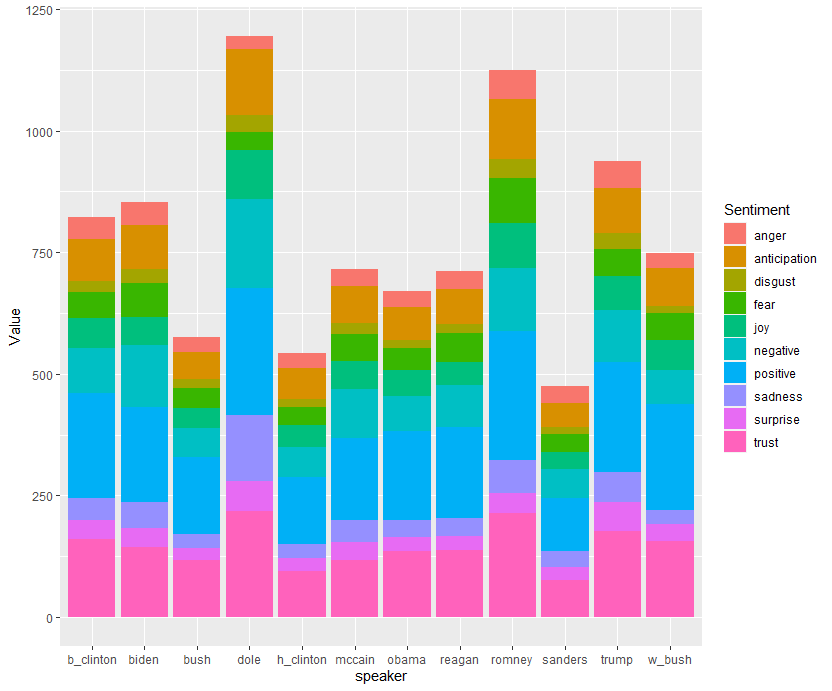 1250
1000
750
500
250
0
Value
b_clinton biden bush dole h_clinton mccain obama reagan romney sanders trump w_bush
speaker
Sentiment
anger
anticipation
disgust
fear
joy
negative
positive
sadness
surprise
trust